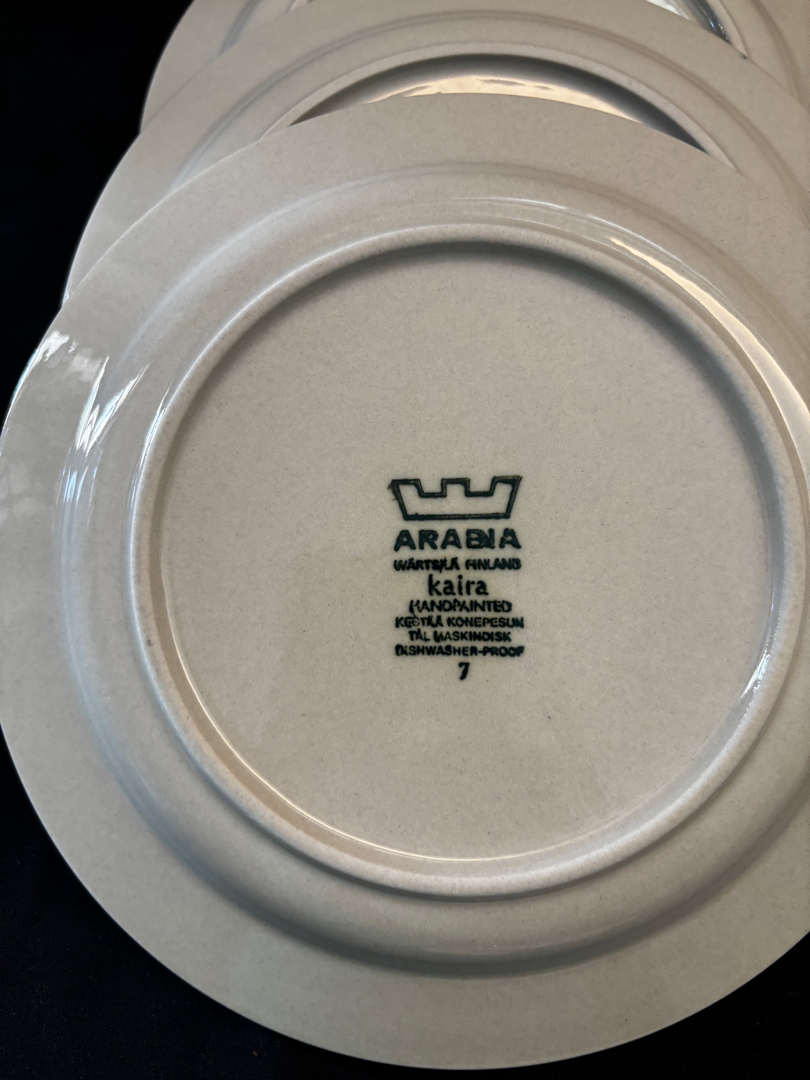 ARABIA
WÄRTSILÄ FINLAND
kaira
HANDPAINTED
KESTÄÄ KONEPESUN
TÅL MASKINDISK
DISHWASHER-PROOF
7